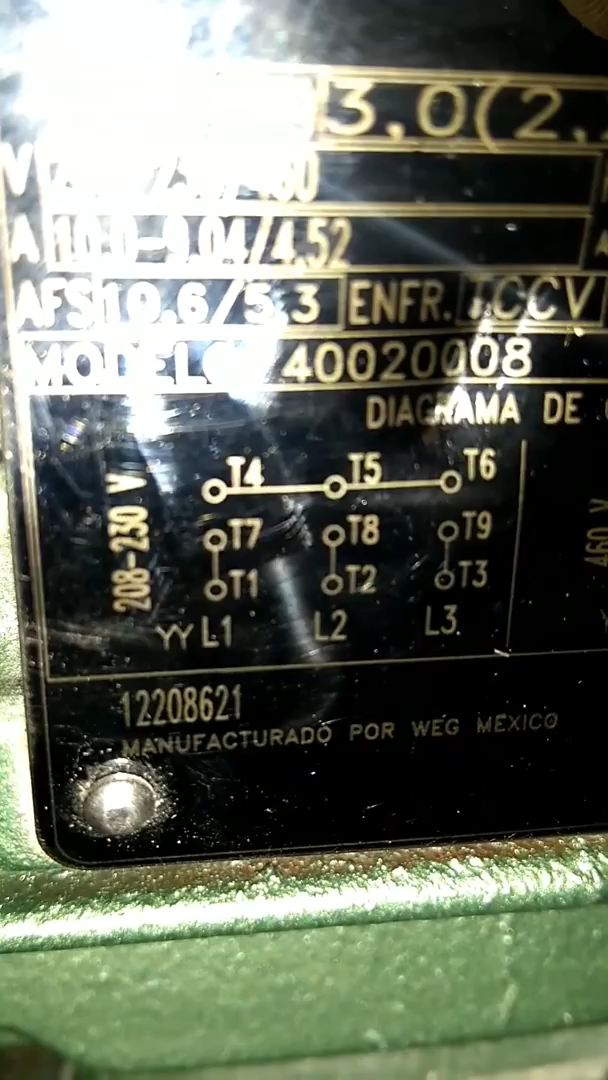 3,0(2,
V
A 10.0-9.04/4.52
AFS 10.6/5.3 ENFR. TCCV
MODELO 40020008
DIAGRAMA DE
208-230 V
T4 T5 T6
T7 T8 T9
T1 T2 T3
YY L1 L2 L3
460 V
12208621
MANUFACTURADO POR WEG MEXICO